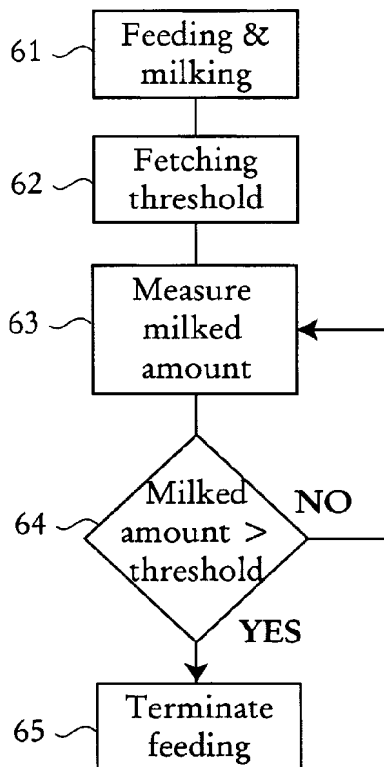 61
Feeding &
milking
62
Fetching
threshold
63
Measure
milked
amount
64
Milked
amount >
threshold
NO
YES
65
Terminate
feeding